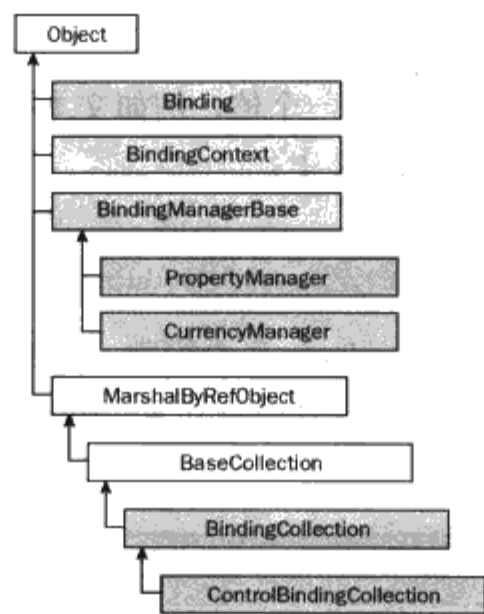 Object
Binding
BindingContext
BindingManagerBase
PropertyManager
CurrencyManager
MarshalByRefObject
BaseCollection
BindingCollection
ControlBindingCollection